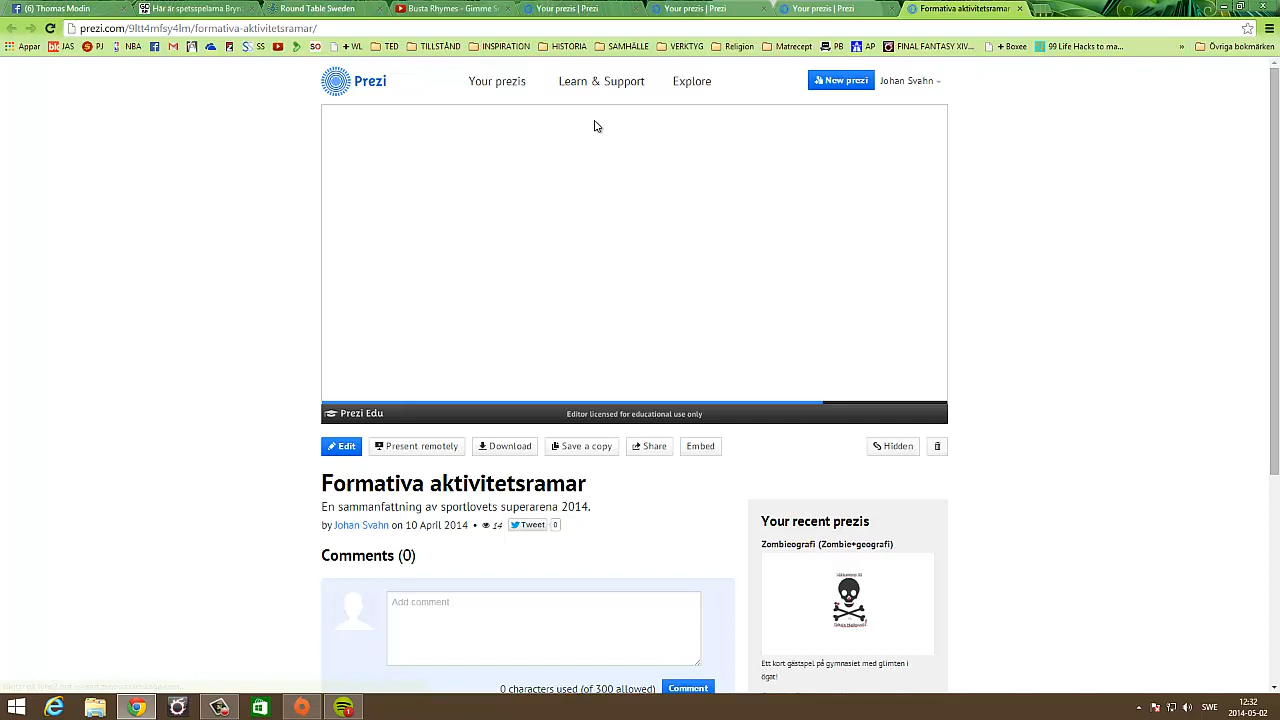 (6) Thomas Modin
Här är spetsspelarna Bryn
Round Table Sweden
Busta Rhymes - Gimme S
Your prezis | Prezi
Your prezis | Prezi
Your prezis | Prezi
Formativa aktivitetsramar
prezi.com/9ltt4mfsy4lm/formativa-aktivitetsramar/
Appar
JAS
PJ
NBA
SS
SO
+ WL
TED
TILLSTÅND
INSPIRATION
HISTORIA
SAMHÄLLE
VERKTYG
Religion
Matrecept
PB
AP
FINAL FANTASY XIV...
+ Boxee
99 Life Hacks to ma...
»
Övriga bokmärken
Prezi
Your prezis
Learn & Support
Explore
New prezi
Johan Svahn
Prezi Edu
Editor licensed for educational use only
Edit
Present remotely
Download
Save a copy
Share
Embed
Hidden
Formativa aktivitetsramar
En sammanfattning av sportlovets superarena 2014.
by Johan Svahn on 10 April 2014 • 14
Tweet
0
Comments (0)
Add comment
0 characters used (of 300 allowed)
Comment
Your recent prezis
Zombieografi (Zombie+geografi)
Ett kort gästspel på gymnasiet med glimten i
ögat!
SWE
12:32
2014-05-02